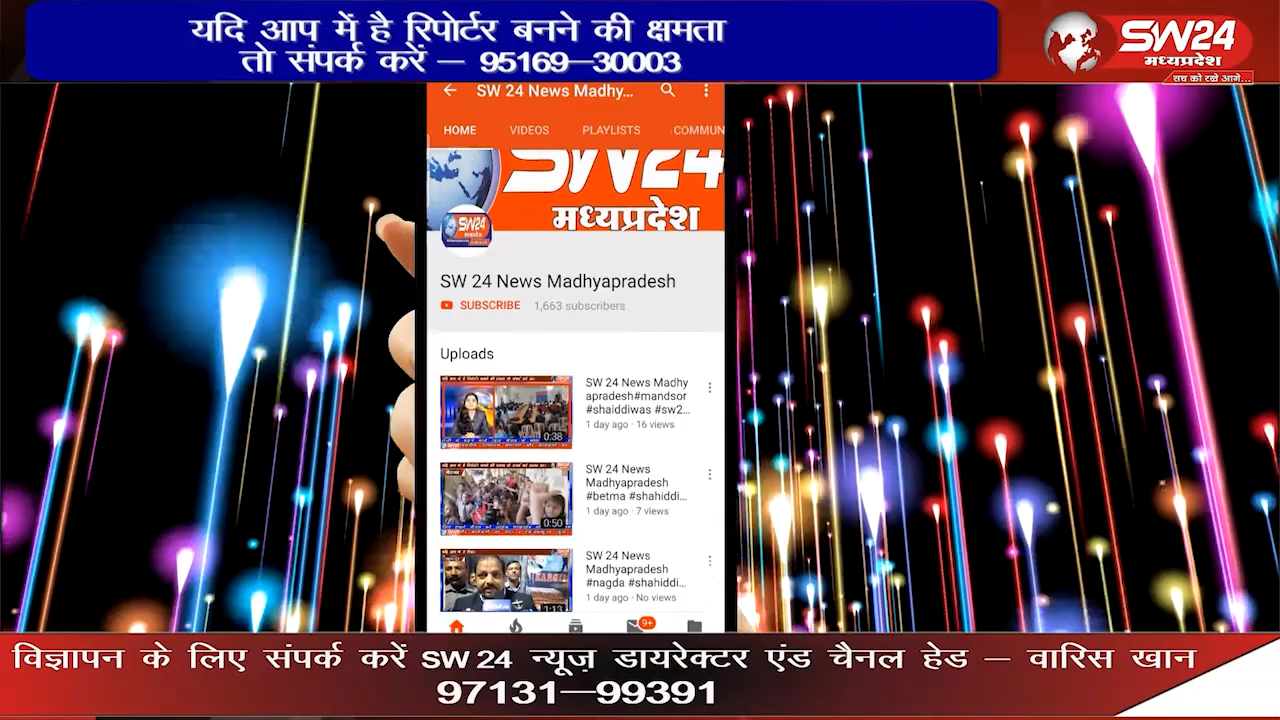 यदि आप में है रिपोर्टर बनने की क्षमता
तो संपर्क करें – 95169–30003
SW24
मध्यप्रदेश
सच को रखे आगे...
SW 24 News Madhy...
HOME VIDEOS PLAYLISTS COMMUN
SW24
मध्यप्रदेश
SW24
SW 24 News Madhyapradesh
SUBSCRIBE 1,663 subscribers
Uploads
SW 24 News Madhy
apradesh#mandsor
#shaiddiwas #sw2...
1 day ago · 16 views
0:38
SW 24 News
Madhyapradesh
#betma #shahiddi...
1 day ago · 7 views
0:50
SW 24 News
Madhyapradesh
#nagda #shahiddi...
1 day ago · No views
1:13
9+
विज्ञापन के लिए संपर्क करें SW 24 न्यूज़ डायरेक्टर एंड चैनल हेड – वारिस खान
97131–99391